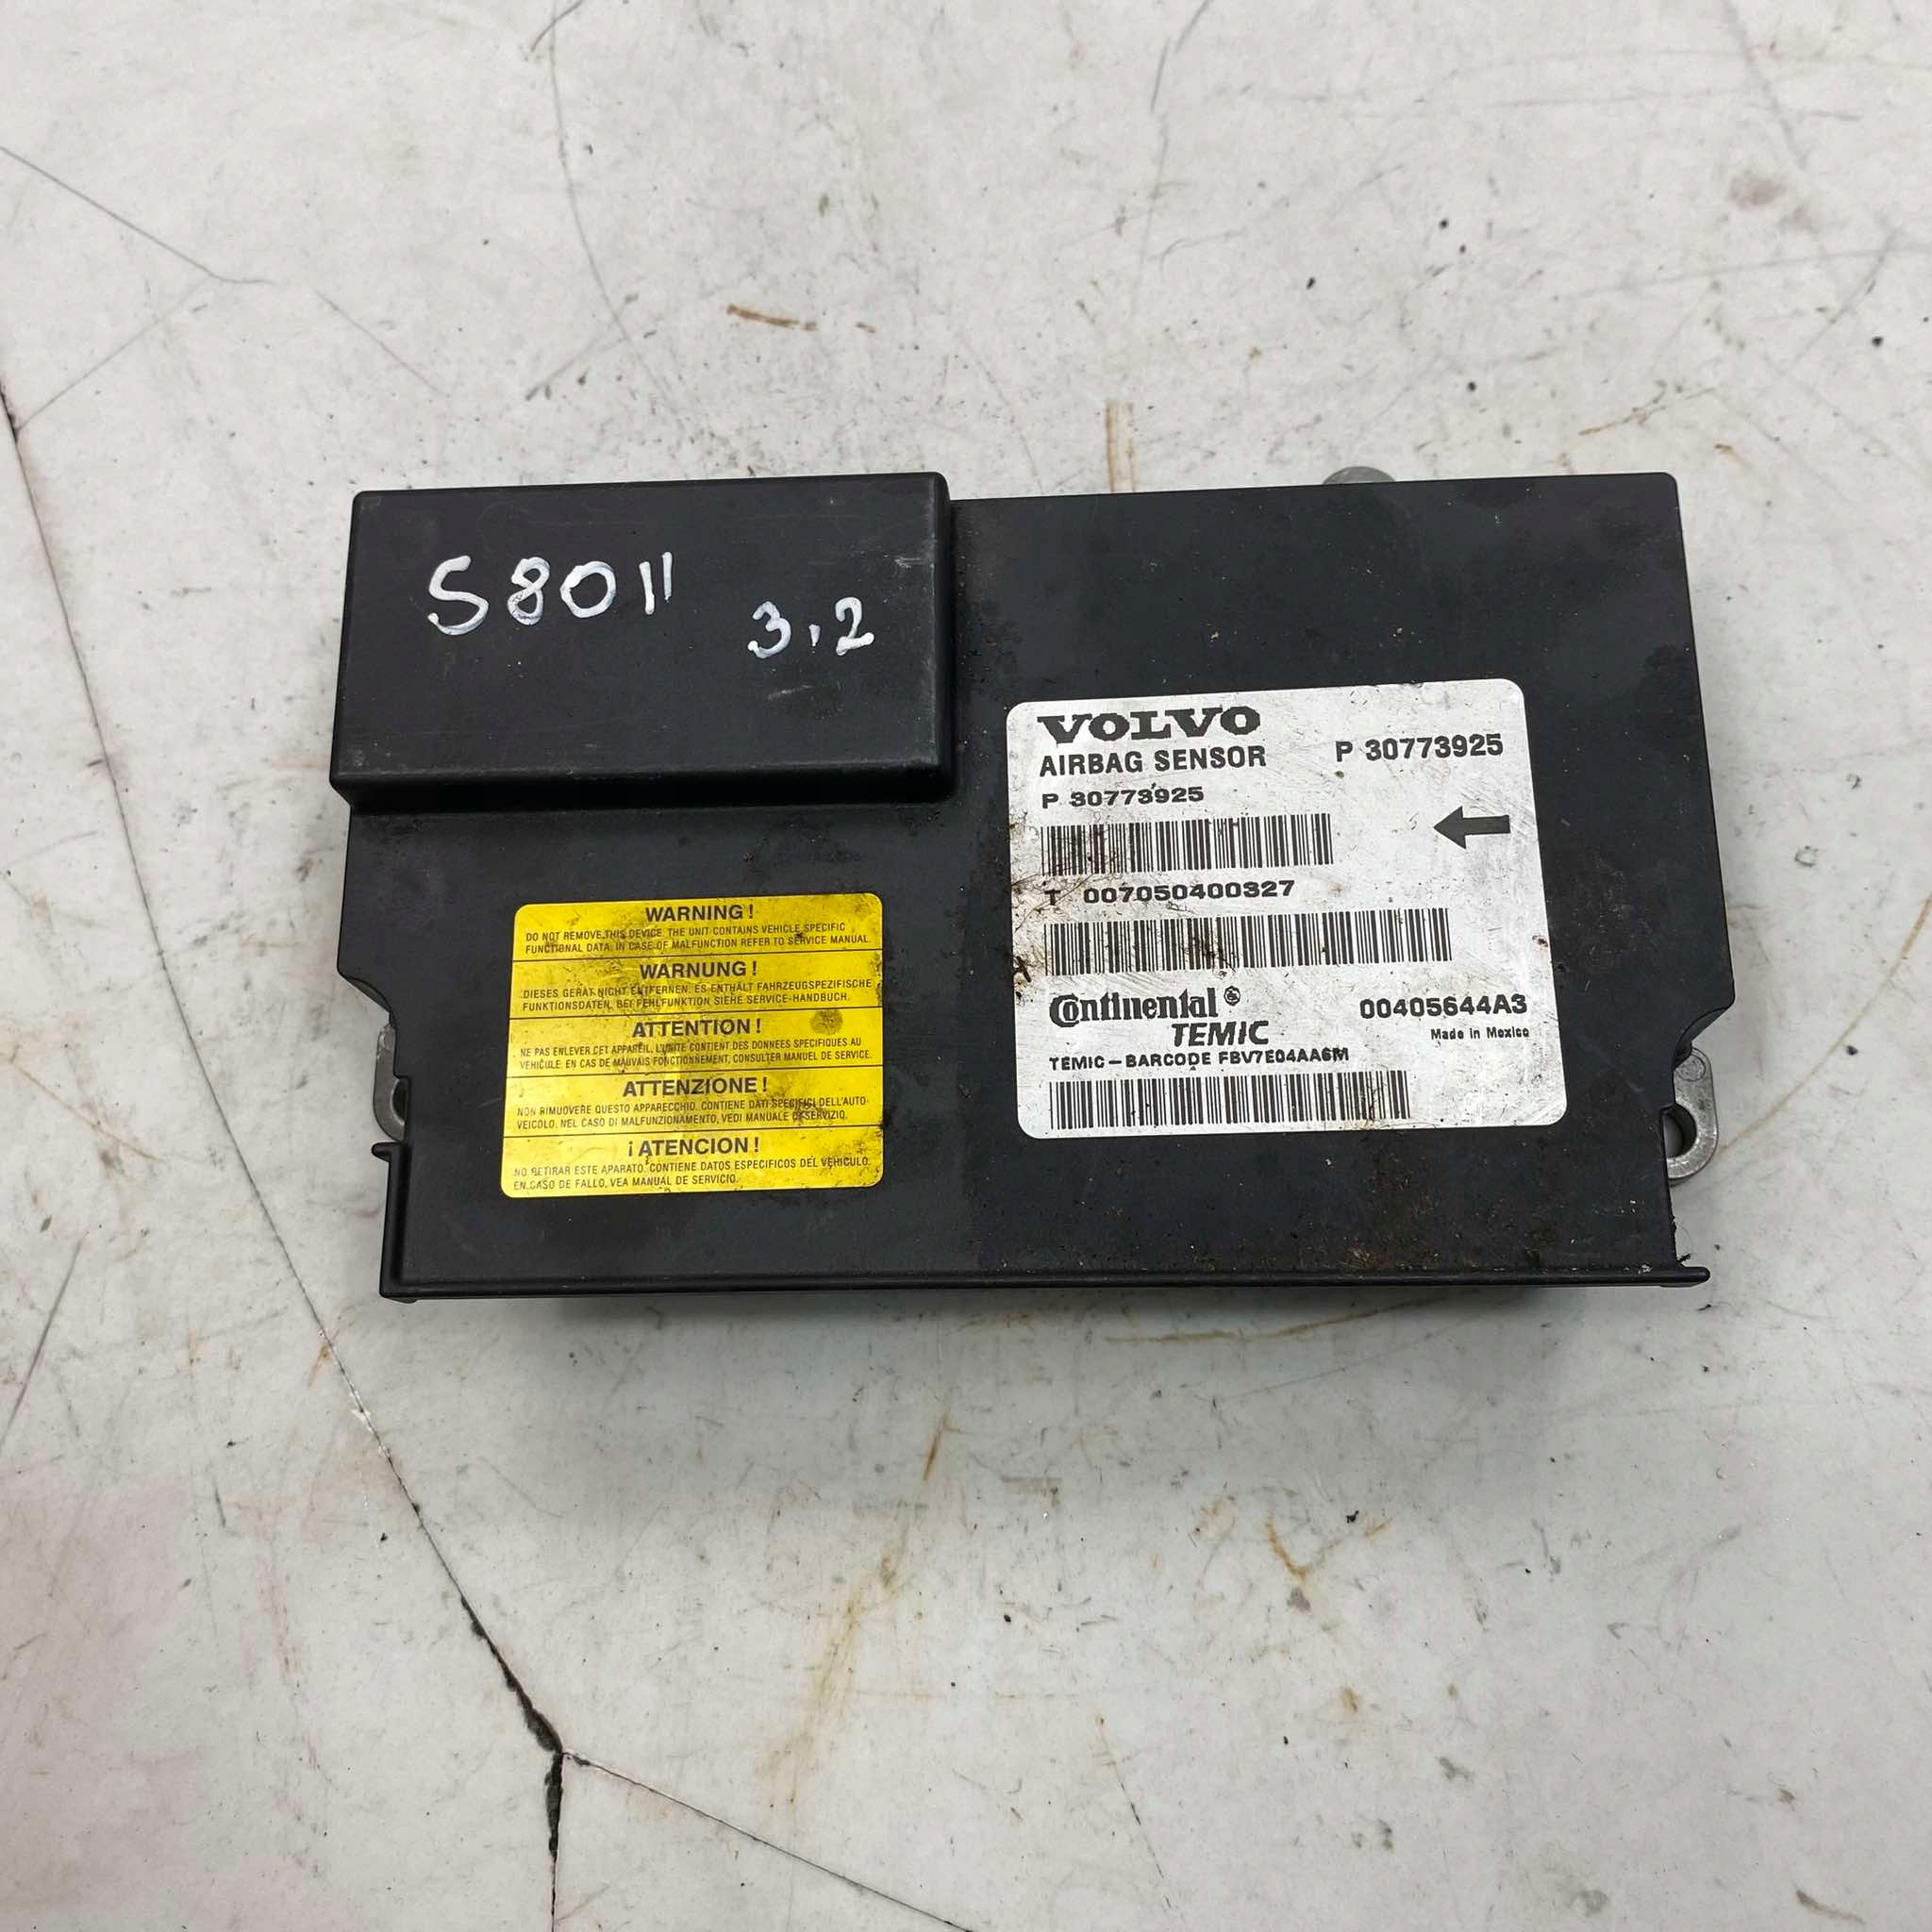 S80 II
3.2
VOLVO
AIRBAG SENSOR P 30773925
P 30773925
T 007050400327
Continental®
TEMIC
00405644A3
Made in Mexico
TEMIC-BARCODE FBV7E04AA6M
WARNING!
DO NOT REMOVE THIS DEVICE. THE UNIT CONTAINS VEHICLE SPECIFIC
FUNCTIONAL DATA. IN CASE OF MALFUNCTION REFER TO SERVICE MANUAL
WARNUNG!
DIESES GERÄT NICHT ENTFERNEN. ES ENTHÄLT FAHRZEUGSPEZIFISCHE
FUNKTIONSDATEN. BEI FEHLFUNKTION SIEHE SERVICE-HANDBUCH.
ATTENTION!
NE PAS ENLEVER CET APPAREIL. L'UNITE CONTIENT DES DONNEES SPECIFIQUES AU
VEHICULE. EN CAS DE MAUVAIS FONCTIONNEMENT, CONSULTER MANUEL DE SERVICE.
ATTENZIONE!
NON RIMUOVERE QUESTO APPARECCHIO. CONTIENE DATI SPECIFICI DELL'AUTO-
VEICOLO. NEL CASO DI MALFUNZIONAMENTO, VEDI MANUALE DI SERVIZIO.
¡ATENCION!
NO RETIRAR ESTE APARATO. CONTIENE DATOS ESPECIFICOS DEL VEHICULO.
EN CASO DE FALLO, VEA MANUAL DE SERVICIO.